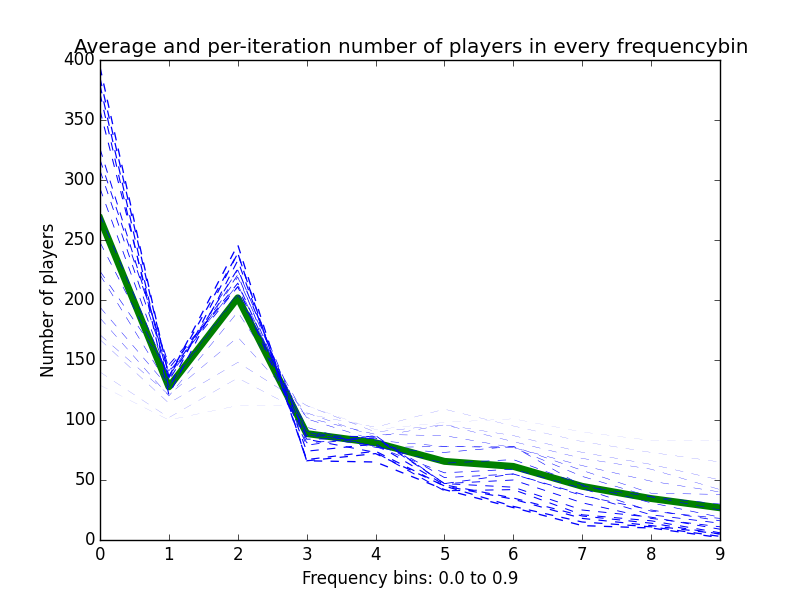 Average and per-iteration number of players in every frequencybin
400
350
300
250
200
150
100
50
0
Number of players
0 1 2 3 4 5 6 7 8 9
Frequency bins: 0.0 to 0.9